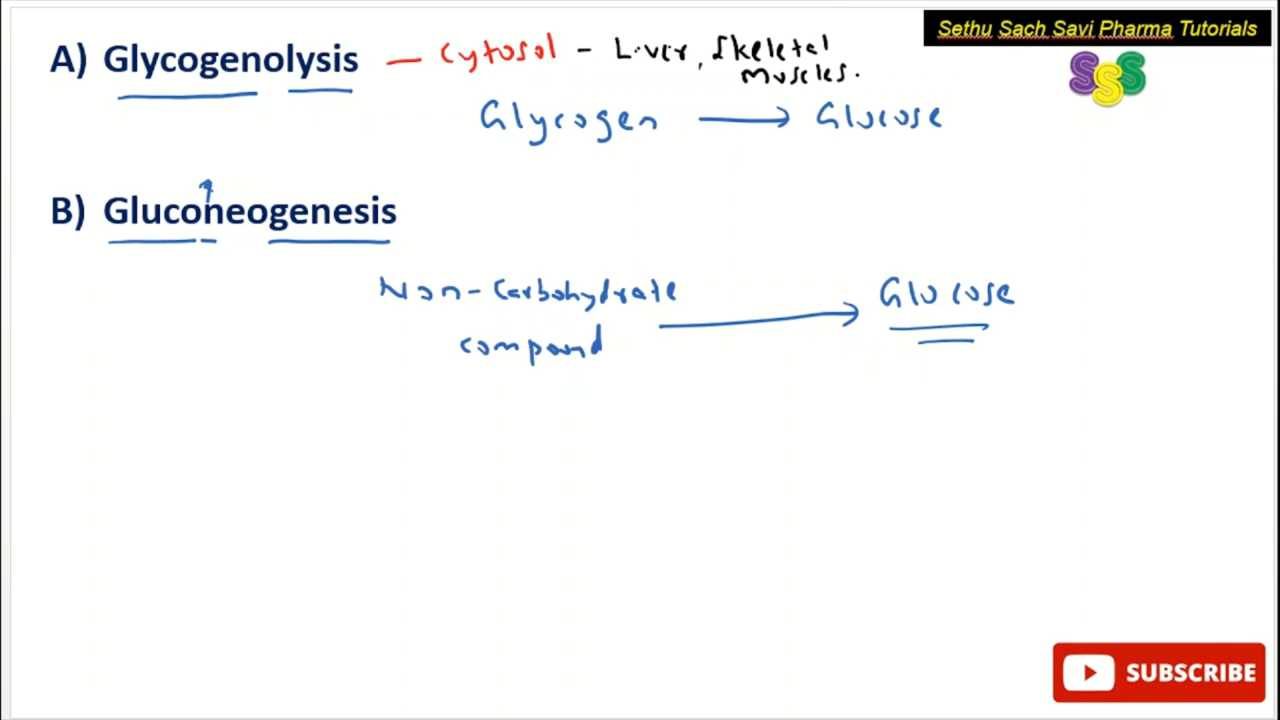 Sethu Sach Savi Pharma Tutorials
A) Glycogenolysis — Cytosol - Liver, Skeletal
muscles.
Glycogen → Glucose
SSS
B) Gluconeogenesis
Non-Carbohydrate → Glucose
compound
SUBSCRIBE